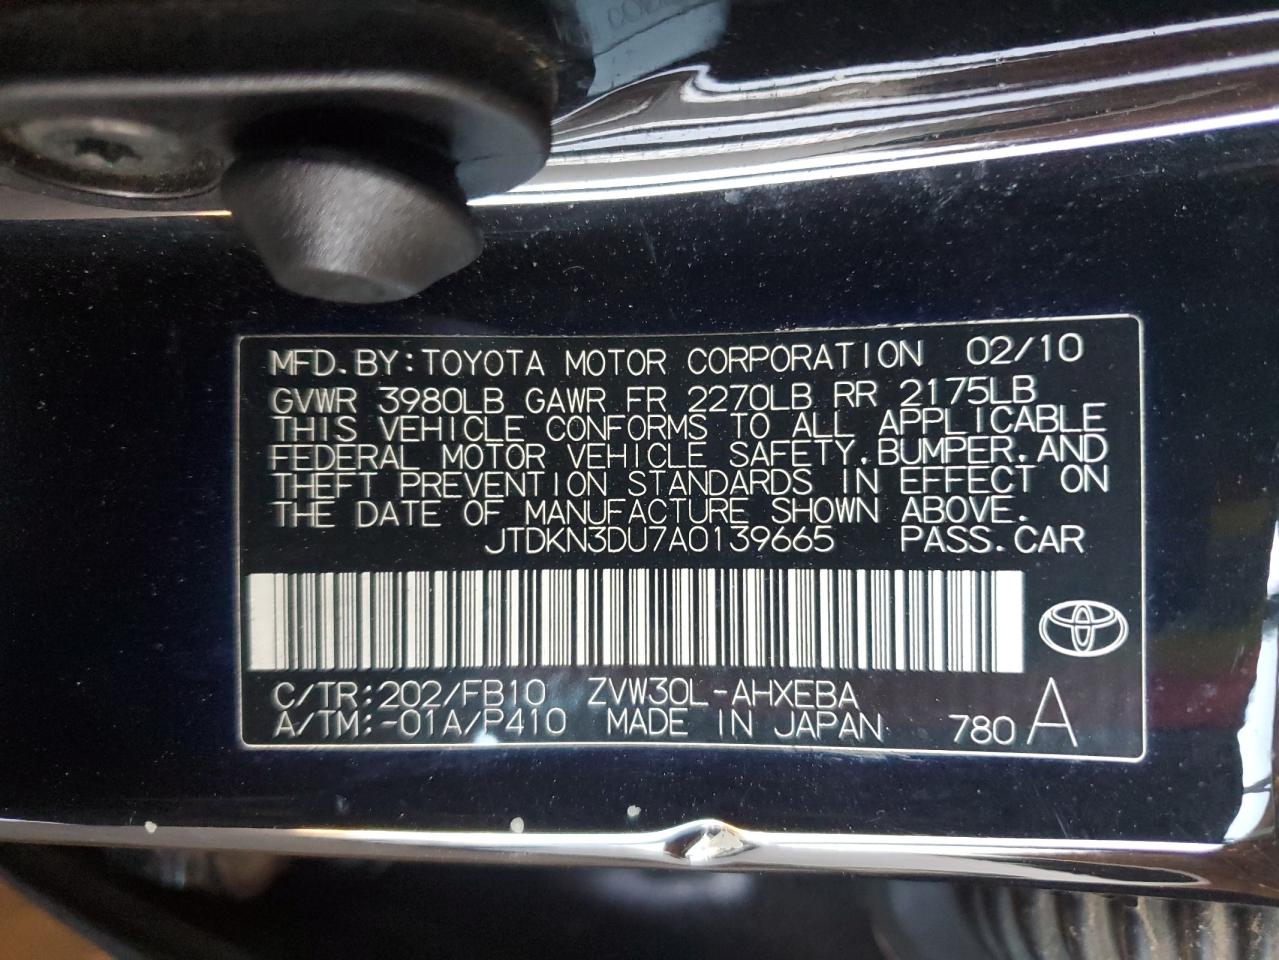 MFD.BY:TOYOTA MOTOR CORPORATION 02/10
GVWR 3980LB GAWR FR 2270LB RR 2175LB
THIS VEHICLE CONFORMS TO ALL APPLICABLE
FEDERAL MOTOR VEHICLE SAFETY,BUMPER,AND
THEFT PREVENTION STANDARDS IN EFFECT ON
THE DATE OF MANUFACTURE SHOWN ABOVE.
JTDKN3DU7A0139665 PASS.CAR
C/TR:202/FB10 ZVW30L-AHXEBA
A/TM:-01A/P410 MADE IN JAPAN 780 A